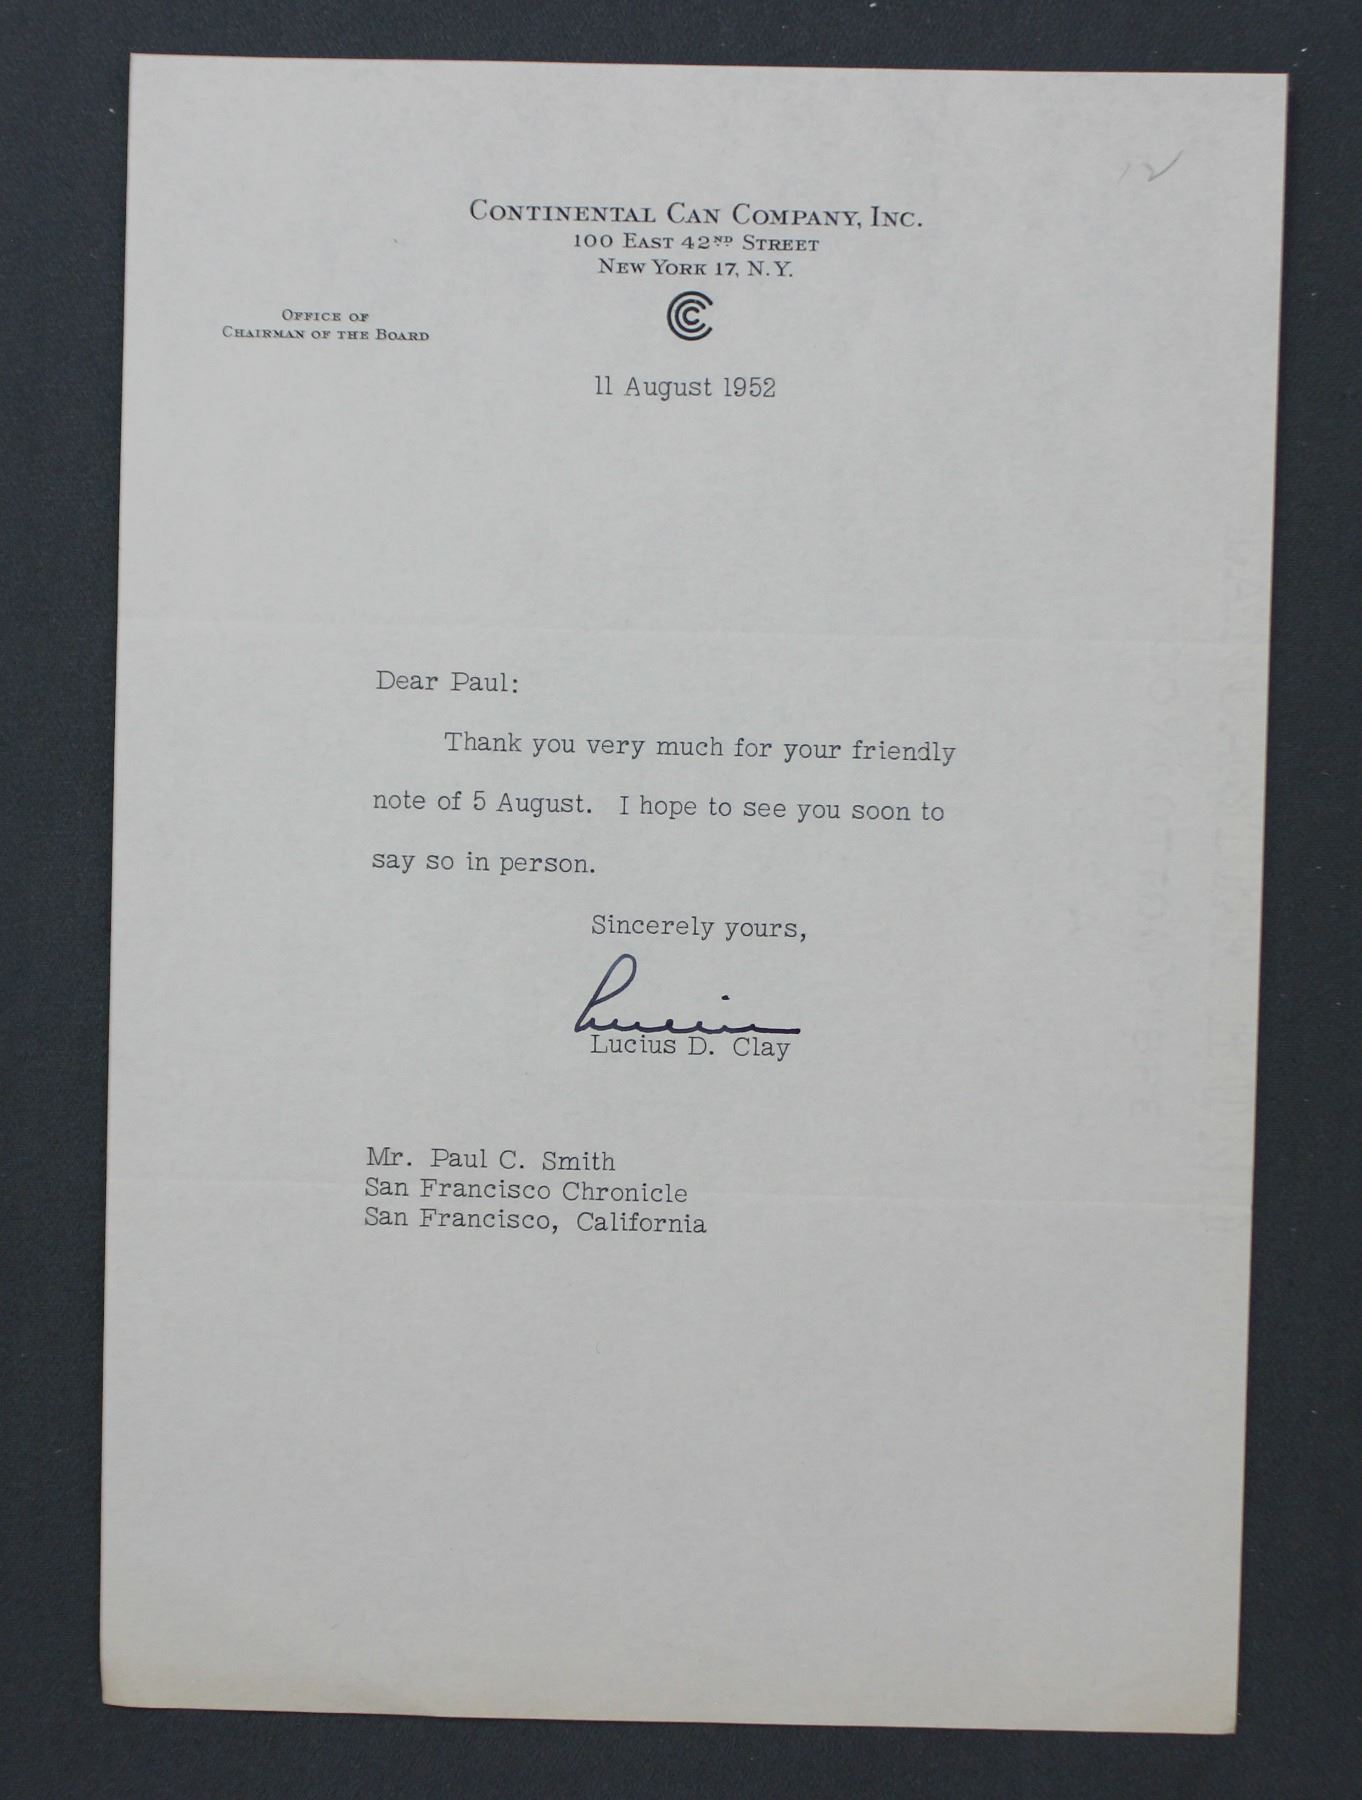 CONTINENTAL CAN COMPANY, INC.
100 EAST 42ND STREET
NEW YORK 17, N.Y.
OFFICE OF
CHAIRMAN OF THE BOARD
CCC
11 August 1952
Dear Paul:
Thank you very much for your friendly
note of 5 August. I hope to see you soon to
say so in person.
Sincerely yours,
Lucius
Lucius D. Clay
Mr. Paul C. Smith
San Francisco Chronicle
San Francisco, California